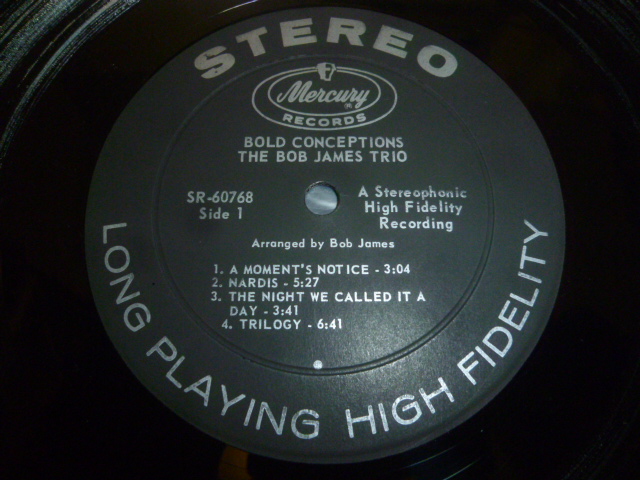 STEREO
Mercury
®
RECORDS
BOLD CONCEPTIONS
THE BOB JAMES TRIO
SR-60768
Side 1
A Stereophonic
High Fidelity
Recording
Arranged by Bob James
1. A MOMENT'S NOTICE - 3:04
2. NARDIS - 5:27
3. THE NIGHT WE CALLED IT A
DAY - 3:41
4. TRILOGY - 6:41
LONG PLAYING HIGH FIDELITY